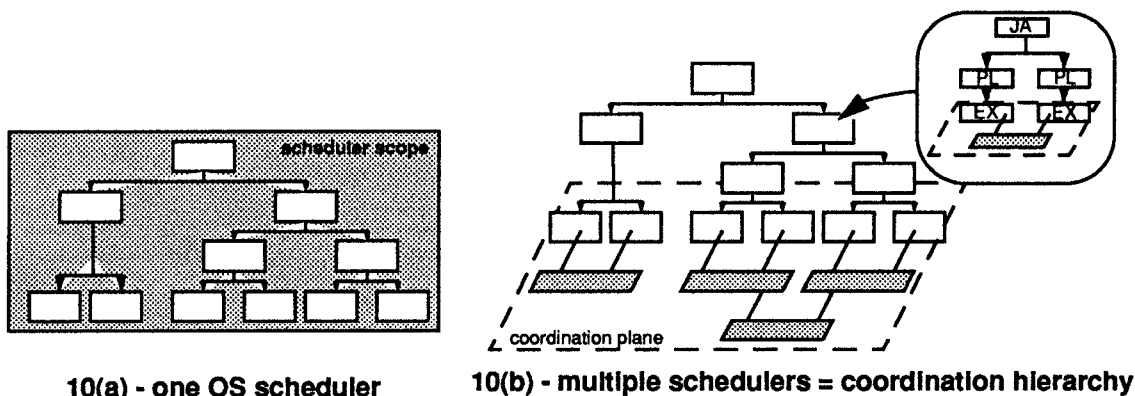 JA
PL PL
EX EX
scheduler scope
coordination plane
10(a) - one OS scheduler
10(b) - multiple schedulers = coordination hierarchy